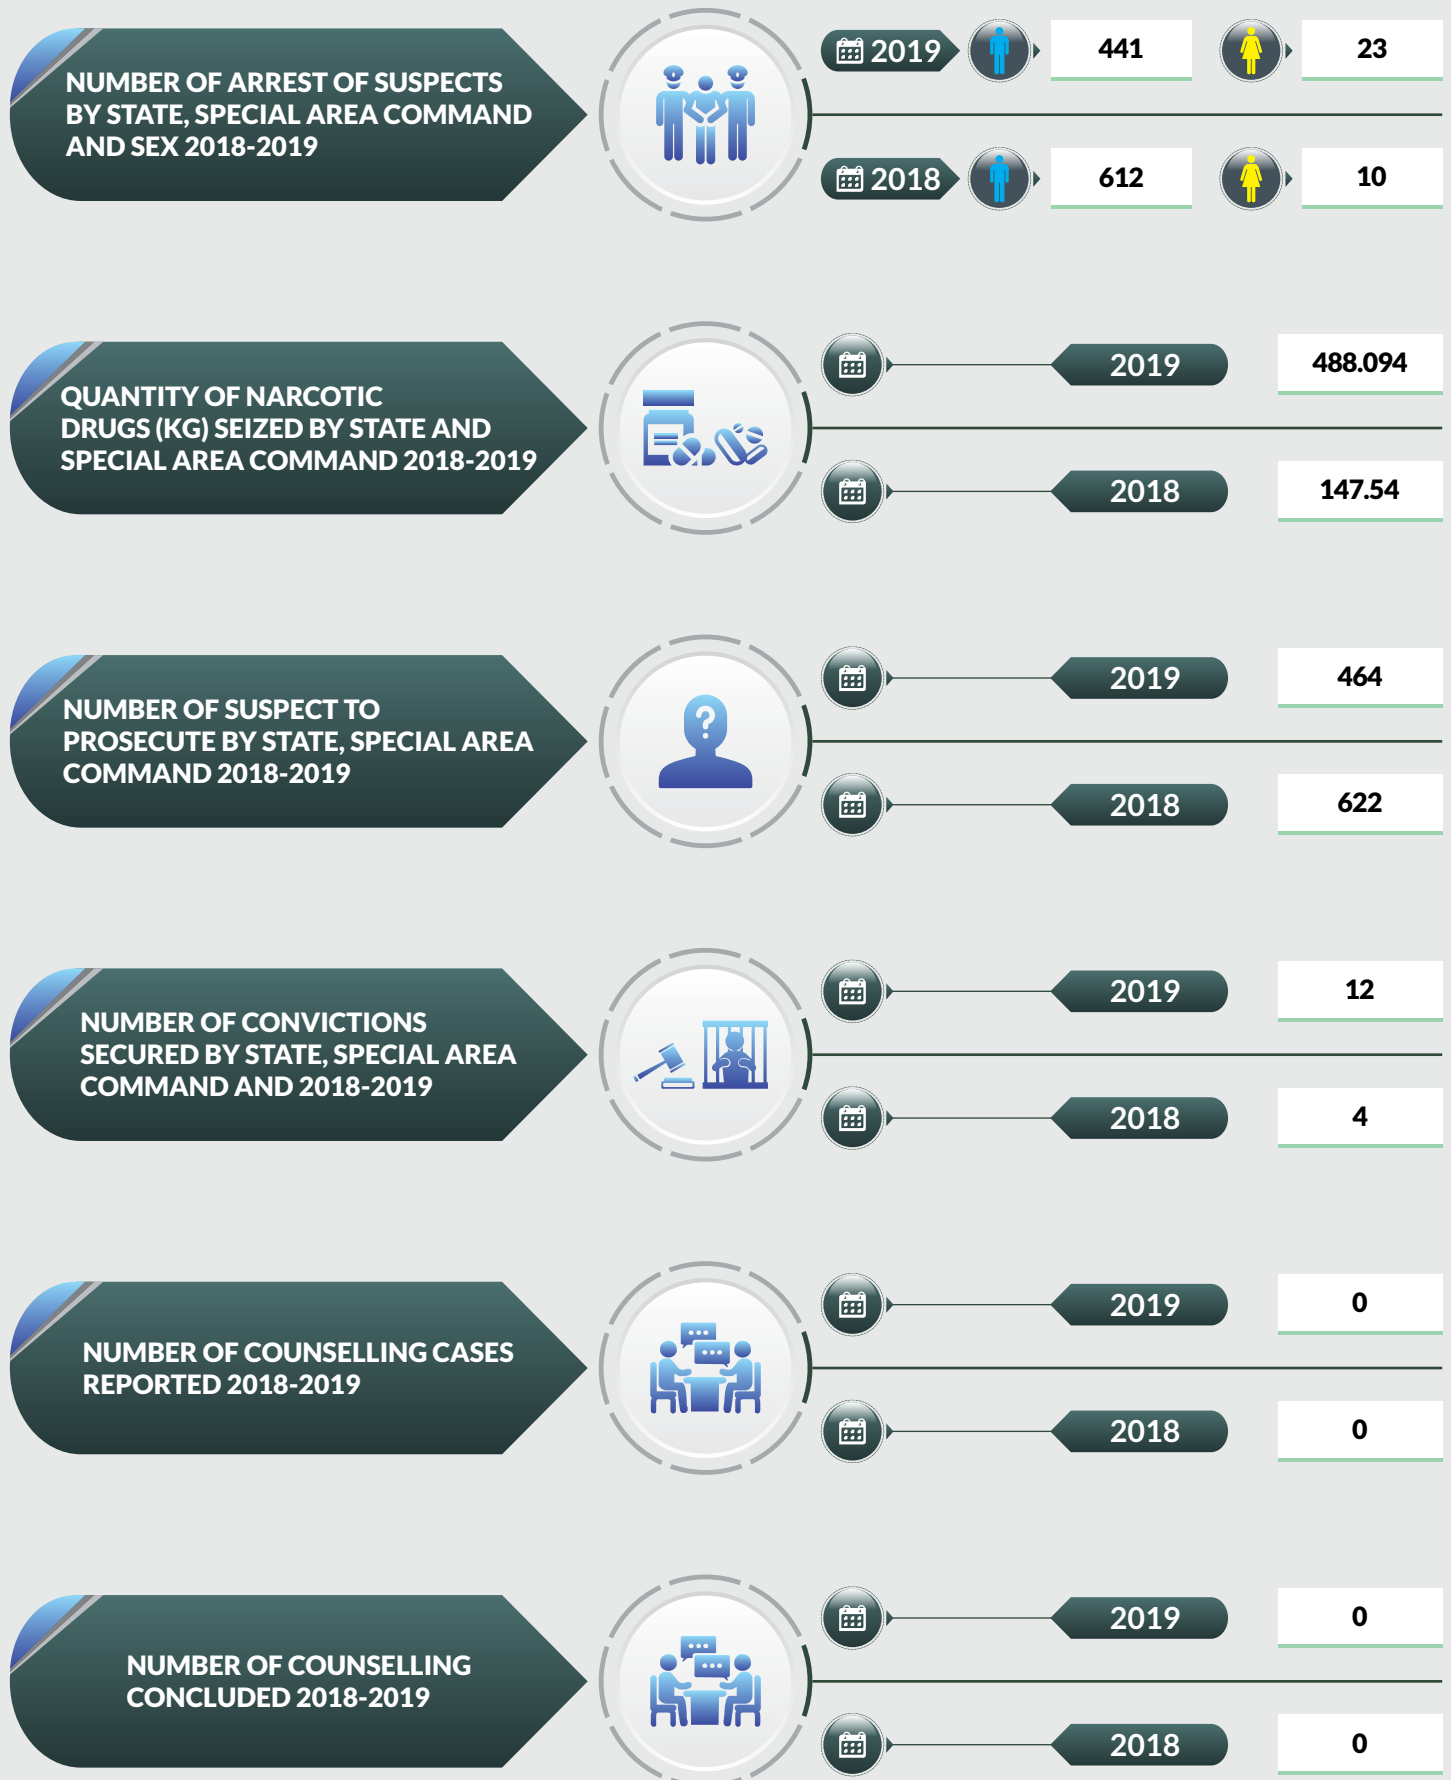 NUMBER OF ARREST OF SUSPECTS
BY STATE, SPECIAL AREA COMMAND
AND SEX 2018-2019
2019
441
23
2018
612
10
QUANTITY OF NARCOTIC
DRUGS (KG) SEIZED BY STATE AND
SPECIAL AREA COMMAND 2018-2019
2019
488.094
2018
147.54
NUMBER OF SUSPECT TO
PROSECUTE BY STATE, SPECIAL AREA
COMMAND 2018-2019
?
2019
464
2018
622
NUMBER OF CONVICTIONS
SECURED BY STATE, SPECIAL AREA
COMMAND AND 2018-2019
2019
12
2018
4
NUMBER OF COUNSELLING CASES
REPORTED 2018-2019
2019
0
2018
0
NUMBER OF COUNSELLING
CONCLUDED 2018-2019
2019
0
2018
0